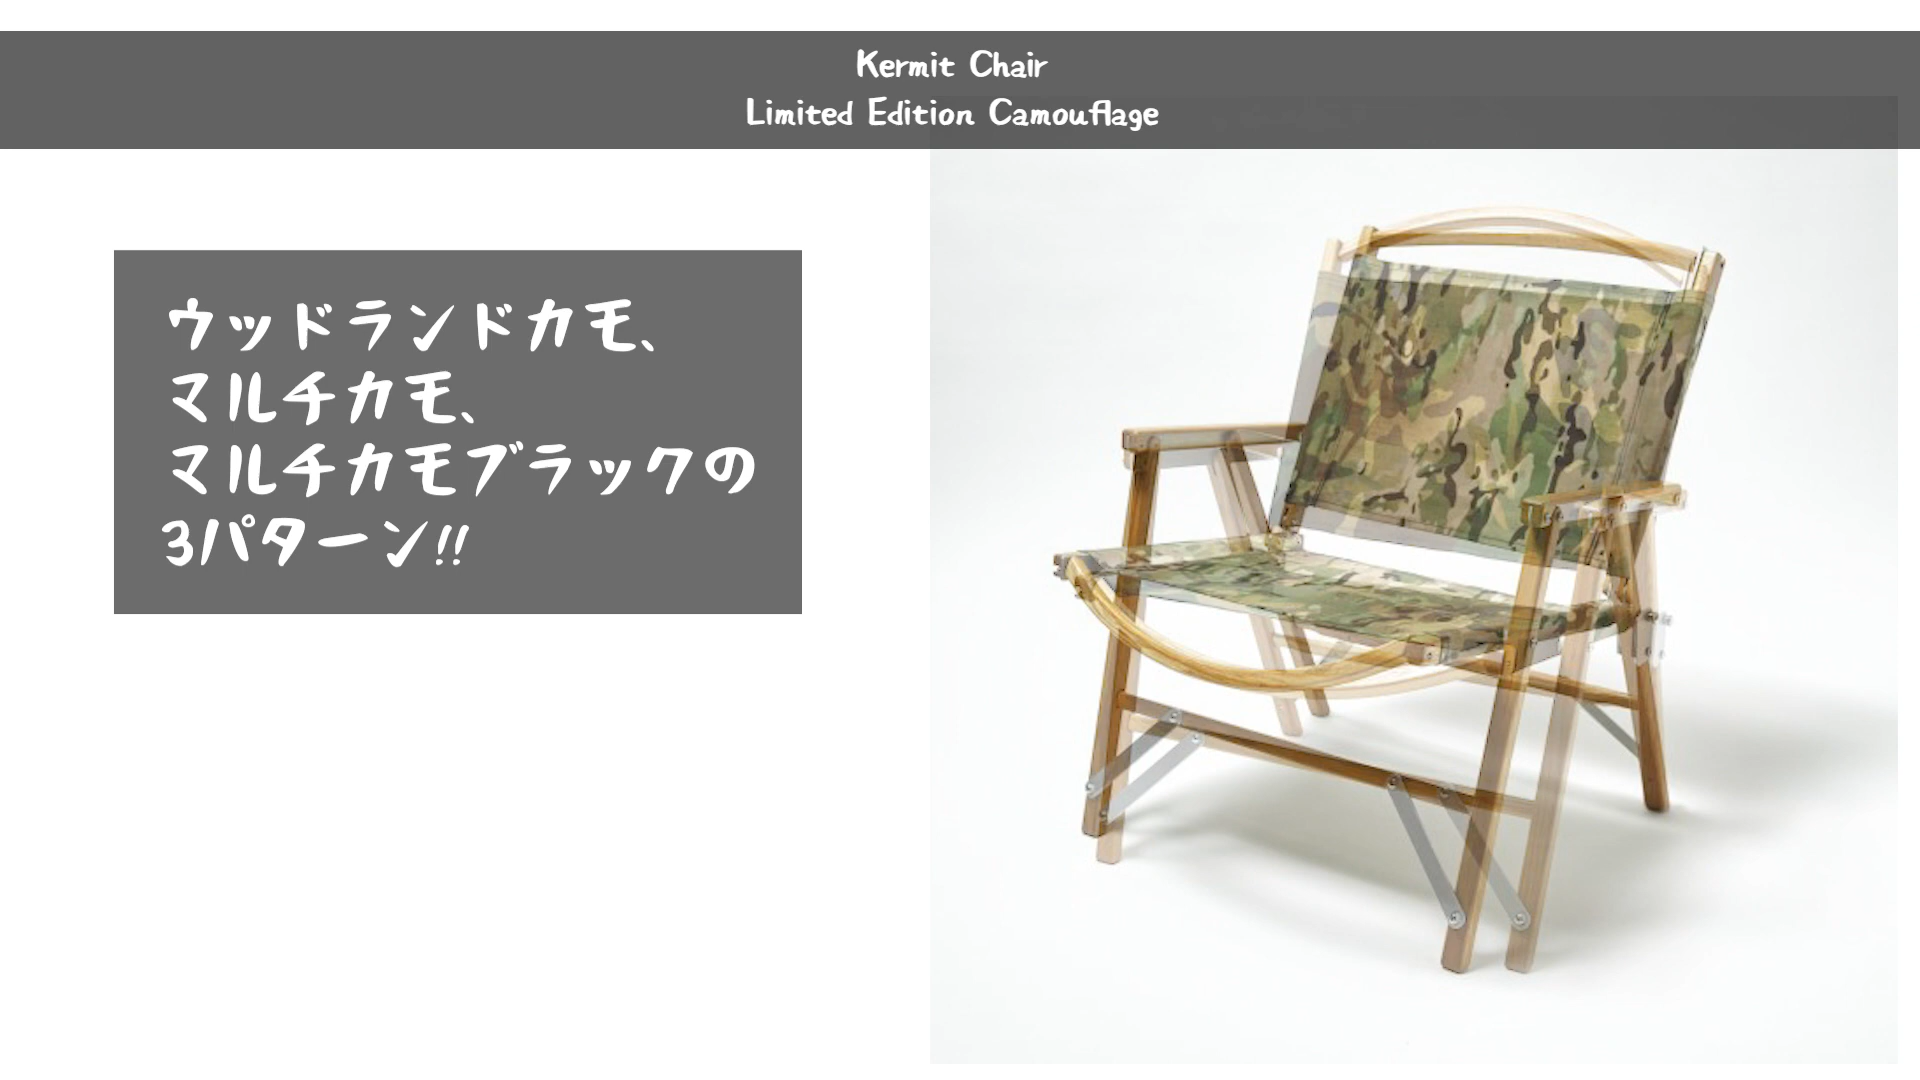 Kermit Chair
Limited Edition Camouflage
ウッドランドカモ、
マルチカモ、
マルチカモブラックの
3パターン!!